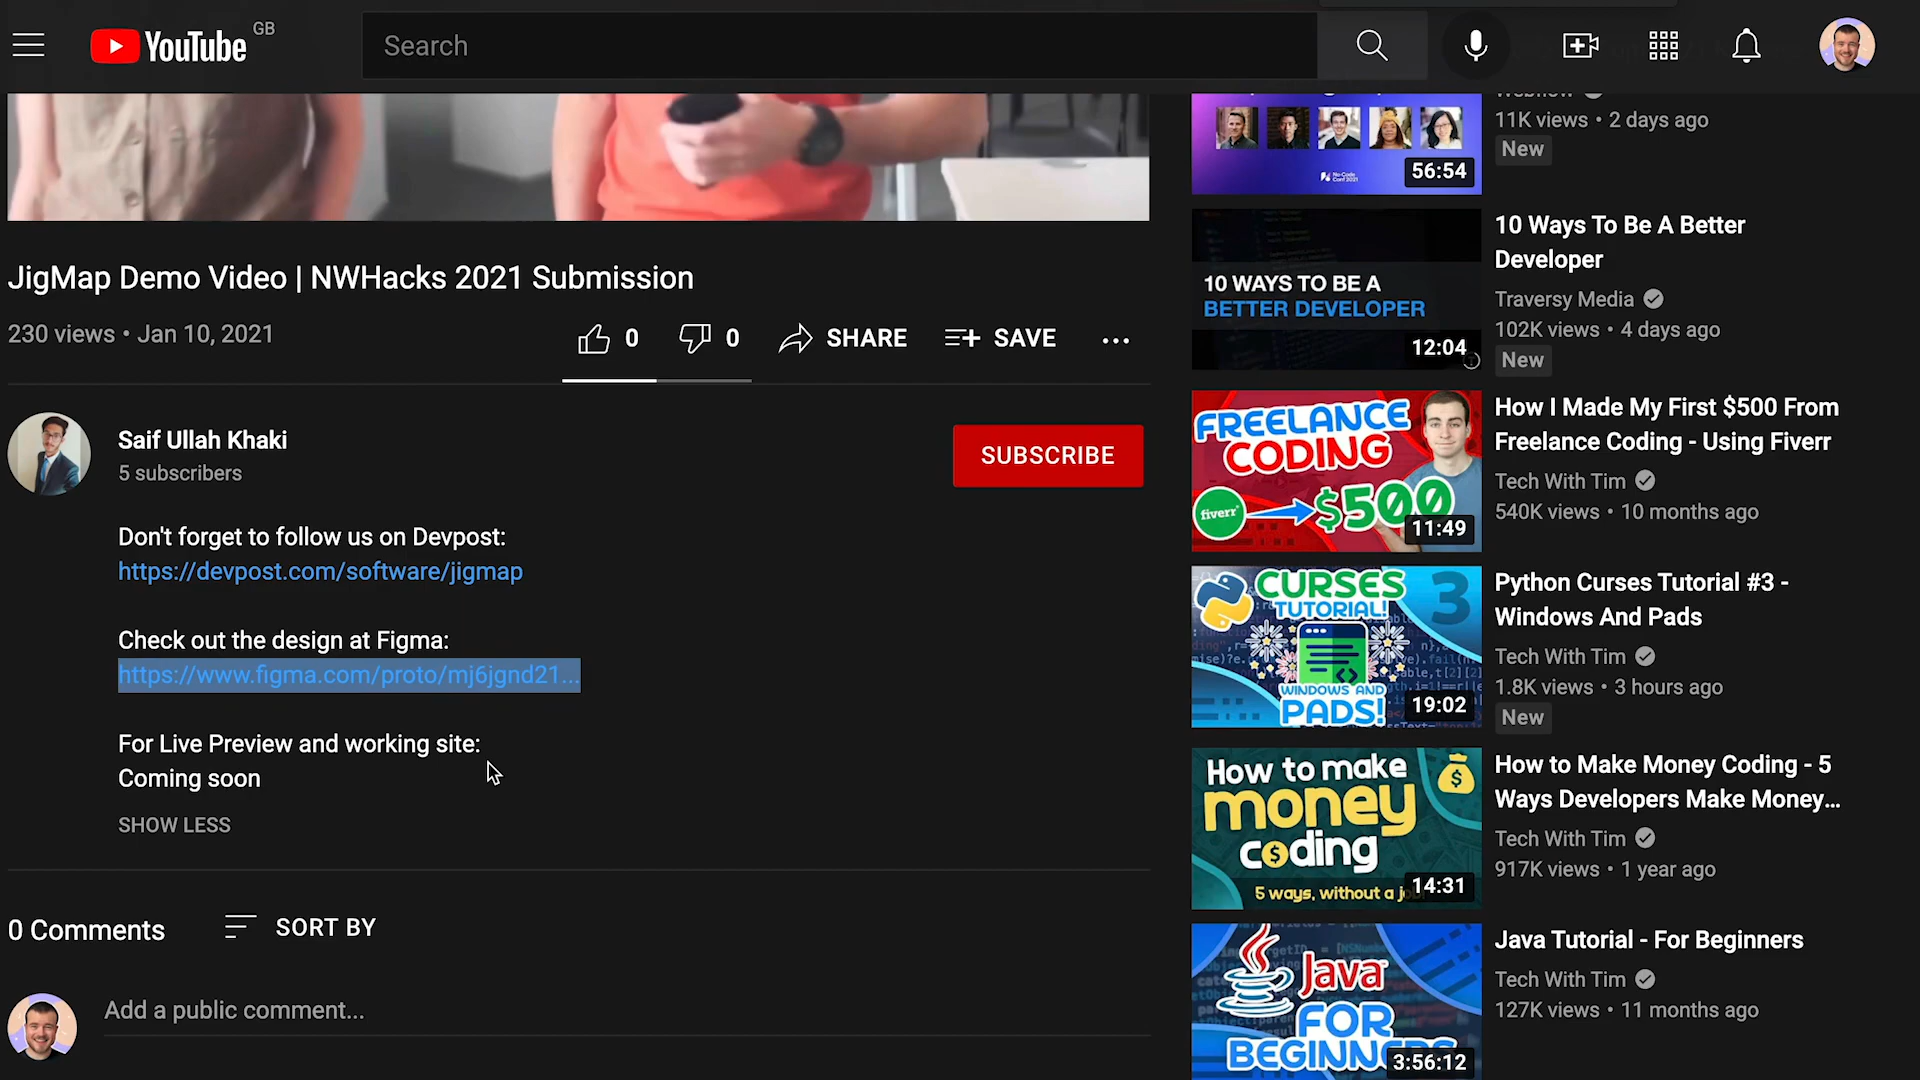 YouTube GB
Search
JigMap Demo Video | NWHacks 2021 Submission
230 views • Jan 10, 2021
0
0
SHARE
SAVE
Saif Ullah Khaki
5 subscribers
SUBSCRIBE
Don't forget to follow us on Devpost:
https://devpost.com/software/jigmap
Check out the design at Figma:
https://www.figma.com/proto/mj6jgnd21...
For Live Preview and working site:
Coming soon
SHOW LESS
0 Comments
SORT BY
Add a public comment...
No-Code
Conf 2021
56:54
11K views • 2 days ago
New
10 WAYS TO BE A
BETTER DEVELOPER
12:04
10 Ways To Be A Better
Developer
Traversy Media
102K views • 4 days ago
New
FREELANCE
CODING
fiverr
$500
11:49
How I Made My First $500 From
Freelance Coding - Using Fiverr
Tech With Tim
540K views • 10 months ago
CURSES
TUTORIAL!
3
WINDOWS AND
PADS!
19:02
Python Curses Tutorial #3 -
Windows And Pads
Tech With Tim
1.8K views • 3 hours ago
New
How to make
money
coding
5 ways, without a
14:31
How to Make Money Coding - 5
Ways Developers Make Money...
Tech With Tim
917K views • 1 year ago
Java
FOR
BEGINNERS
3:56:12
Java Tutorial - For Beginners
Tech With Tim
127K views • 11 months ago